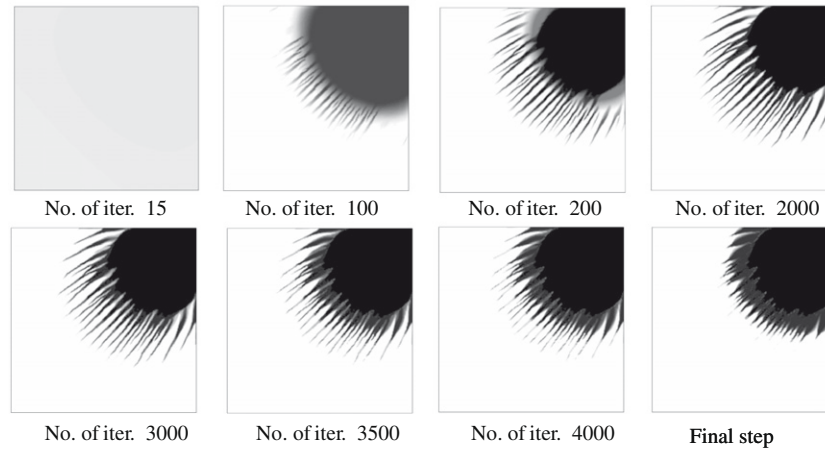 No. of iter. 15
No. of iter. 100
No. of iter. 200
No. of iter. 2000
No. of iter. 3000
No. of iter. 3500
No. of iter. 4000
Final step